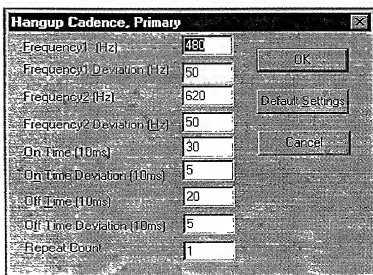 Hangup Cadence, Primary
Frequency1 (Hz) 480
Frequency1 Deviation (Hz) 50
Frequency2 (Hz) 620
Frequency2 Deviation (Hz) 50
On Time (10ms) 30
On Time Deviation (10ms) 5
Off Time (10ms) 20
Off Time Deviation (10ms) 5
Repeat Count 1
OK
Default Settings
Cancel